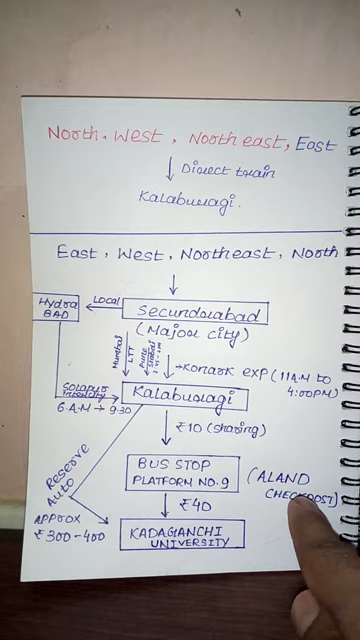 North, West, North east, East
Direct train
Kalaburagi.
East, West, Northeast, North
Hydra
BAD
Local
Secunderabad
(Major city)
Mumbai
LTT
Konark exp (11A.M to
4:00PM)
Solapur
intercity
6 A.M → 9:30
Kalaburagi
₹10 (sharing)
BUS STOP
PLATFORM NO.9
(ALAND
CHECKPOST)
Reserve
Auto
₹40
APPROX
₹300-400
KADAGANCHI
UNIVERSITY